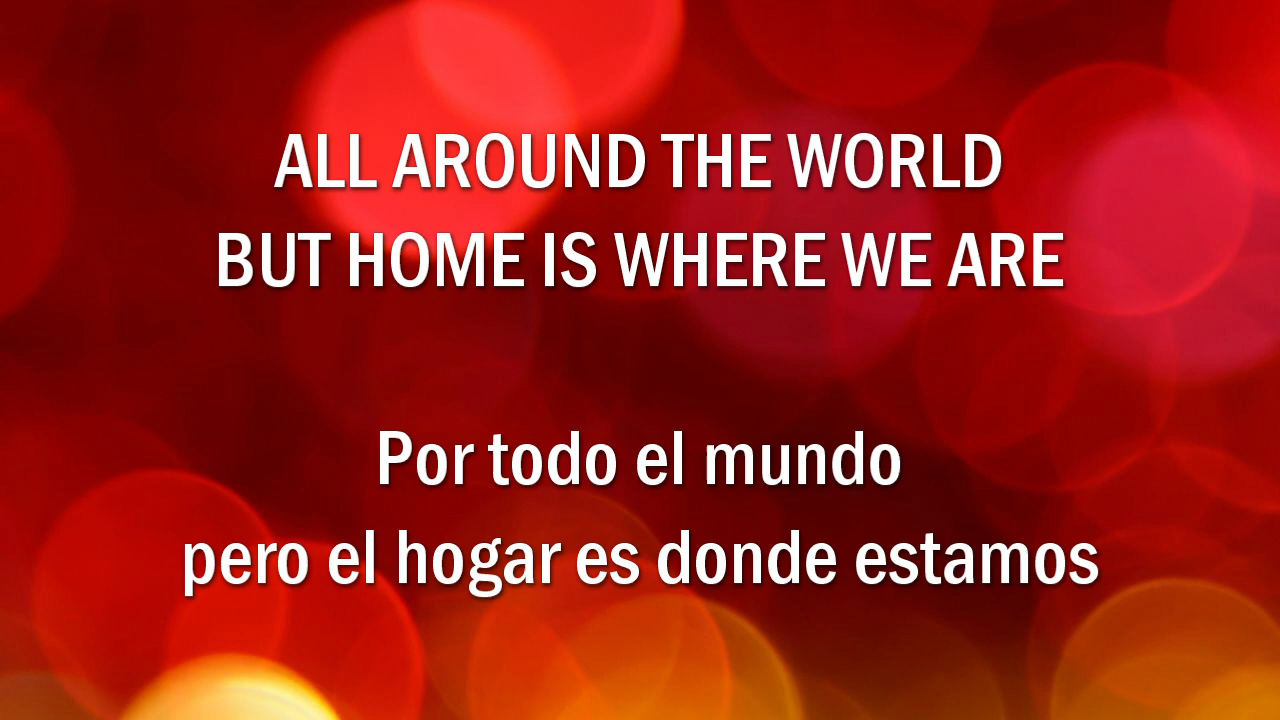 ALL AROUND THE WORLD
BUT HOME IS WHERE WE ARE
Por todo el mundo
pero el hogar es donde estamos